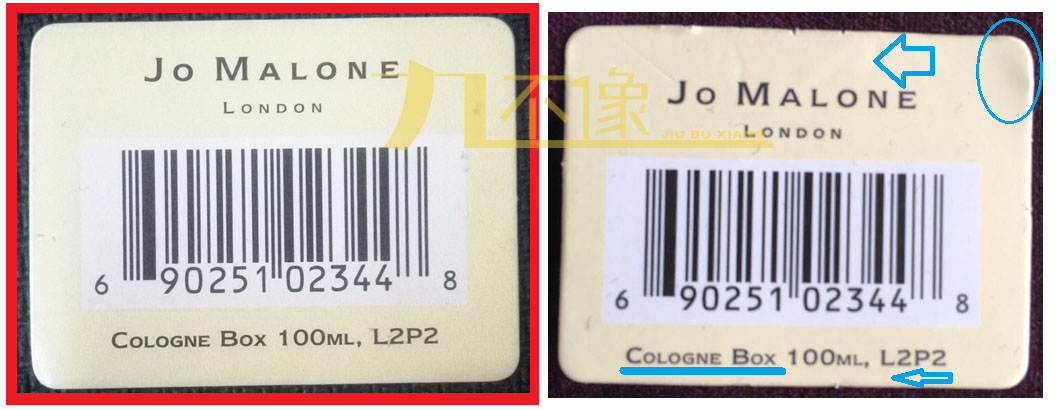 JO MALONE
LONDON
6 90251 02344 8
COLOGNE BOX 100ML, L2P2
九不像
JIU BU XIANG
JO MALONE
LONDON
6 90251 02344 8
COLOGNE BOX 100ML, L2P2